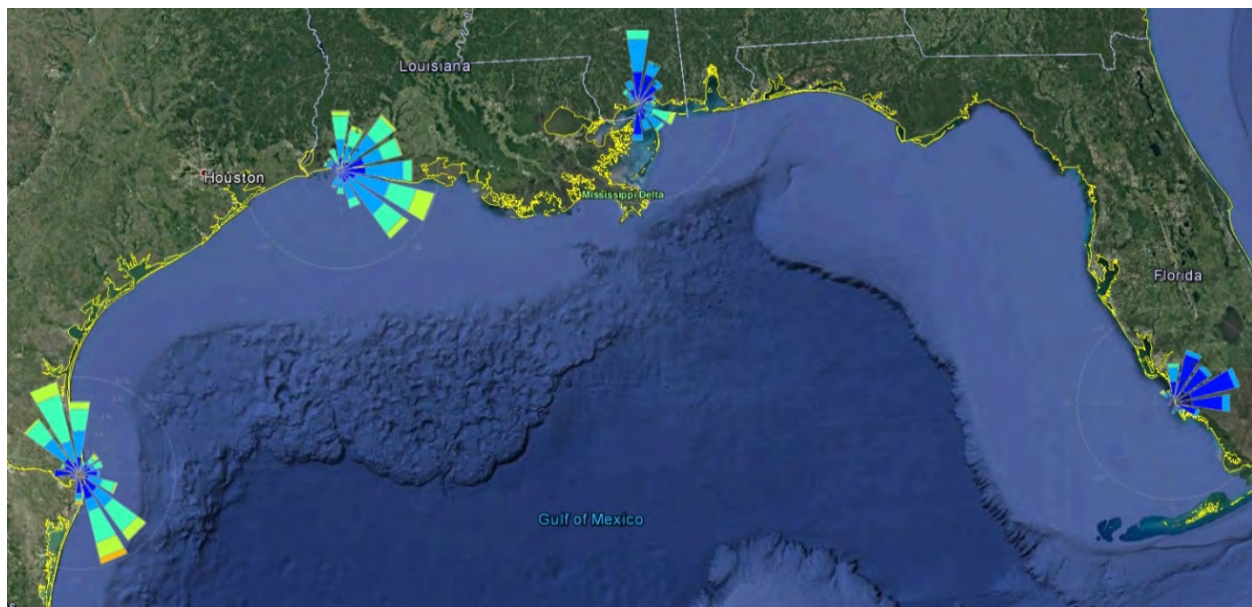 Louisiana
Houston
Mississippi Delta
Florida
Gulf of Mexico